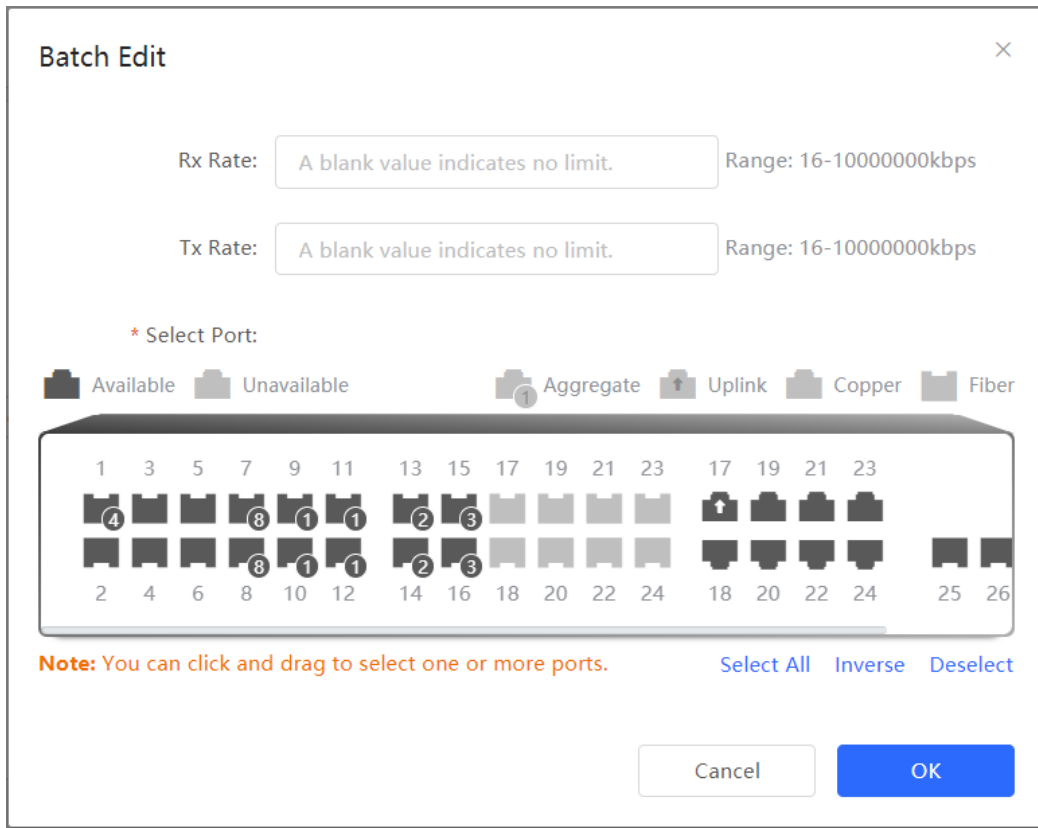 Batch Edit
Rx Rate: A blank value indicates no limit. Range: 16-10000000kbps
Tx Rate: A blank value indicates no limit. Range: 16-10000000kbps
* Select Port:
Available Unavailable 1 Aggregate Uplink Copper Fiber
1 3 5 7 9 11 13 15 17 19 21 23 17 19 21 23
4 8 1 1 2 3
8 1 1 2 3
2 4 6 8 10 12 14 16 18 20 22 24 18 20 22 24 25 26
Note: You can click and drag to select one or more ports. Select All Inverse Deselect
Cancel OK